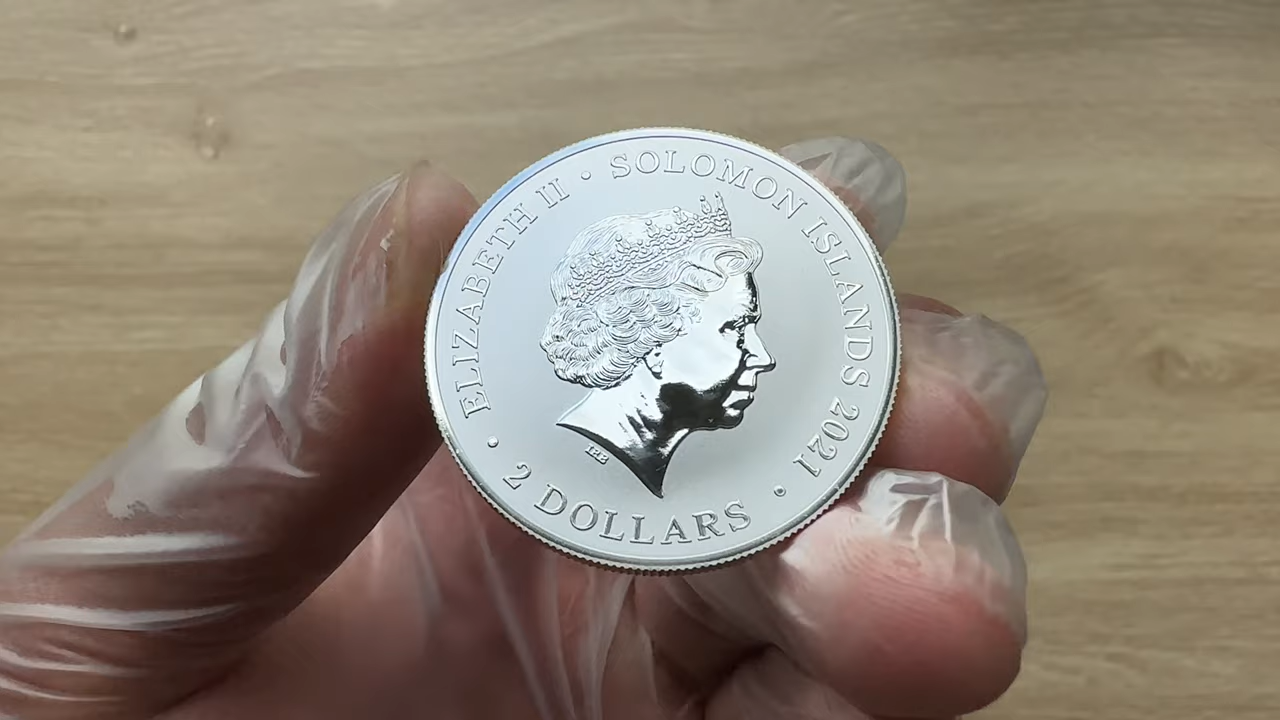 ELIZABETH II • SOLOMON ISLANDS 2021 •
2 DOLLARS •
IRB